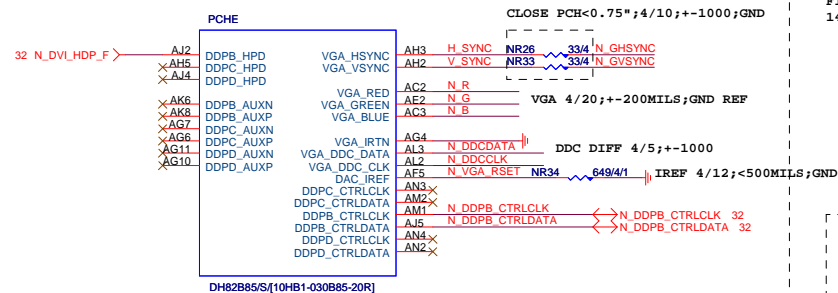 CLOSE PCH<0.75";4/10;+-1000;GND
PCHE
32 N_DVI_HDP_F
AJ2 DDPB_HPD VGA_HSYNC AH3 H_SYNC NR26 33/4 N_GHSYNC
AH5 DDPC_HPD VGA_VSYNC AH2 V_SYNC NR33 33/4 N_GVSYNC
AJ4 DDPD_HPD
VGA_RED AC2 N_R
AK6 DDPB_AUXN VGA_GREEN AE2 N_G VGA 4/20;+-200MILS;GND REF
AK8 DDPB_AUXP VGA_BLUE AC3 N_B
AG7 DDPC_AUXN
AG6 DDPC_AUXP VGA_IRTN AG4
AG11 DDPD_AUXN VGA_DDC_DATA AL3 N_DDCDATA DDC DIFF 4/5;+-1000
AG10 DDPD_AUXP VGA_DDC_CLK AL2 N_DDCCLK
DAC_IREF AF5 N_VGA_RSET NR34 649/4/1 IREF 4/12;<500MILS;GND
DDPC_CTRLCLK AN3
DDPC_CTRLDATA AM2
DDPB_CTRLCLK AM1 N_DDPB_CTRLCLK N_DDPB_CTRLCLK 32
DDPB_CTRLDATA AJ5 N_DDPB_CTRLDATA N_DDPB_CTRLDATA 32
DDPD_CTRLCLK AN4
DDPD_CTRLDATA AN2
DH82B85/S/[10HB1-030B85-20R]